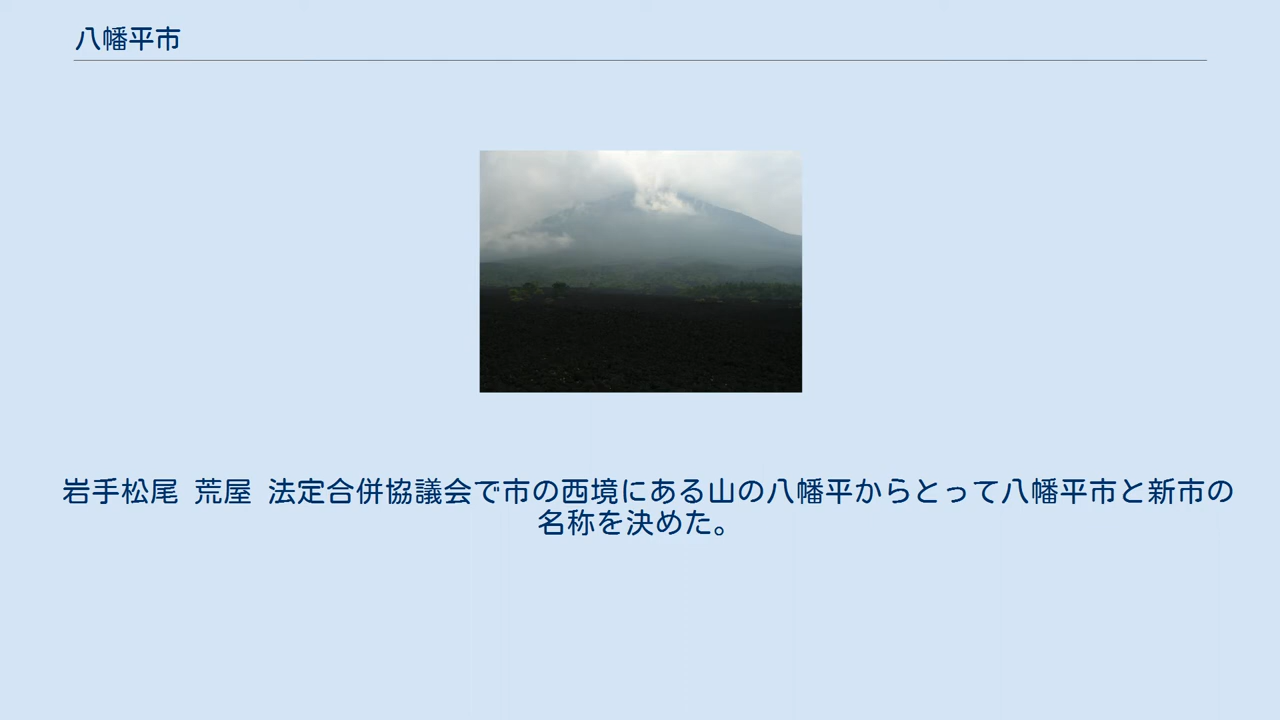 八幡平市
岩手松尾 荒屋 法定合併協議会で市の西境にある山の八幡平からとって八幡平市と新市の
名称を決めた。